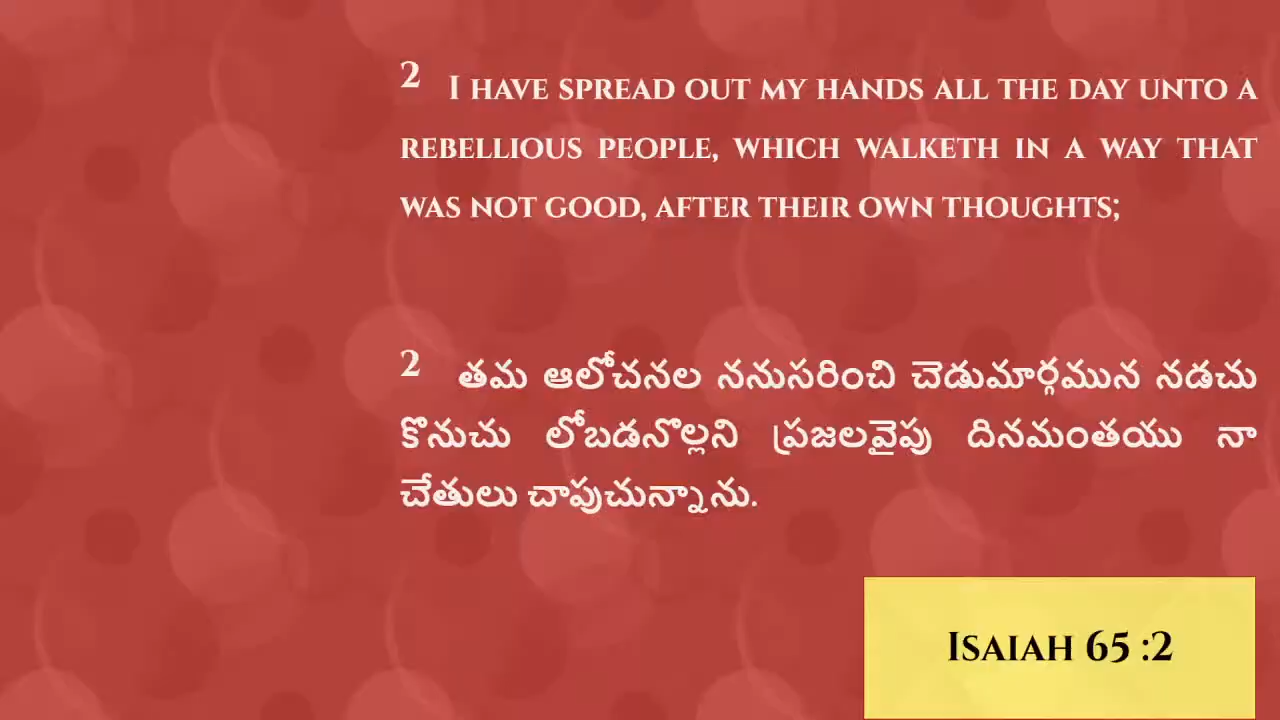 2 I have spread out my hands all the day unto a
rebellious people, which walketh in a way that
was not good, after their own thoughts;
2 తమ ఆలోచనల ననుసరించి చెడుమార్గమున నడచు
కొనుచు లోబడనొల్లని ప్రజలవైపు దినమంతయు నా
చేతులు చాపుచున్నాను.
Isaiah 65 :2